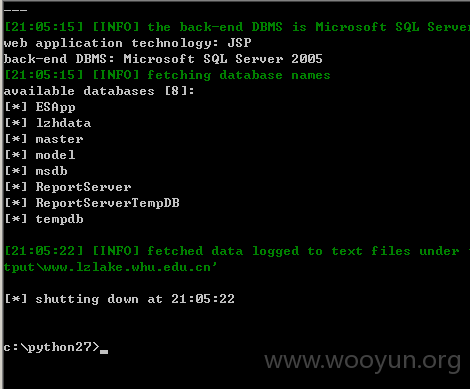 ---
[21:05:15] [INFO] the back-end DBMS is Microsoft SQL Serve
web application technology: JSP
back-end DBMS: Microsoft SQL Server 2005
[21:05:15] [INFO] fetching database names
available databases [8]:
[*] ESApp
[*] lzhdata
[*] master
[*] model
[*] msdb
[*] ReportServer
[*] ReportServerTempDB
[*] tempdb
[21:05:22] [INFO] fetched data logged to text files under
tput\www.lzlake.whu.edu.cn'
[*] shutting down at 21:05:22
c:\python27>_
www.wooyun.org